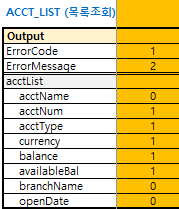 ACCT_LIST (목록조회)
Output
ErrorCode 1
ErrorMessage 2
acctList
acctName 0
acctNum 1
acctType 1
currency 1
balance 1
availableBal 1
branchName 0
openDate 0